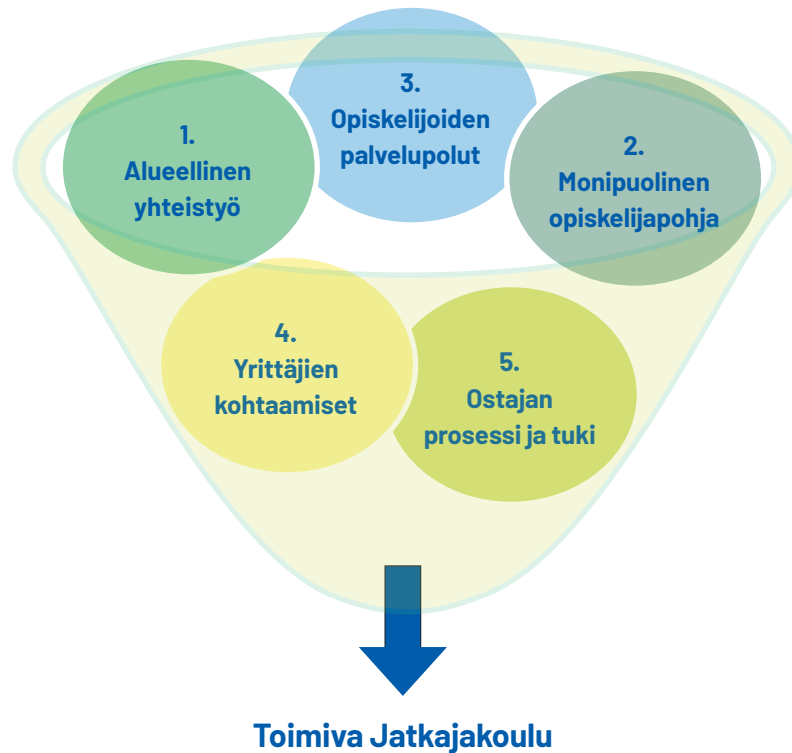 1.
Alueellinen
yhteistyö
3.
Opiskelijoiden
palvelupolut
2.
Monipuolinen
opiskelijapohja
4.
Yrittäjien
kohtaamiset
5.
Ostajan
prosessi ja tuki
Toimiva Jatkajakoulu